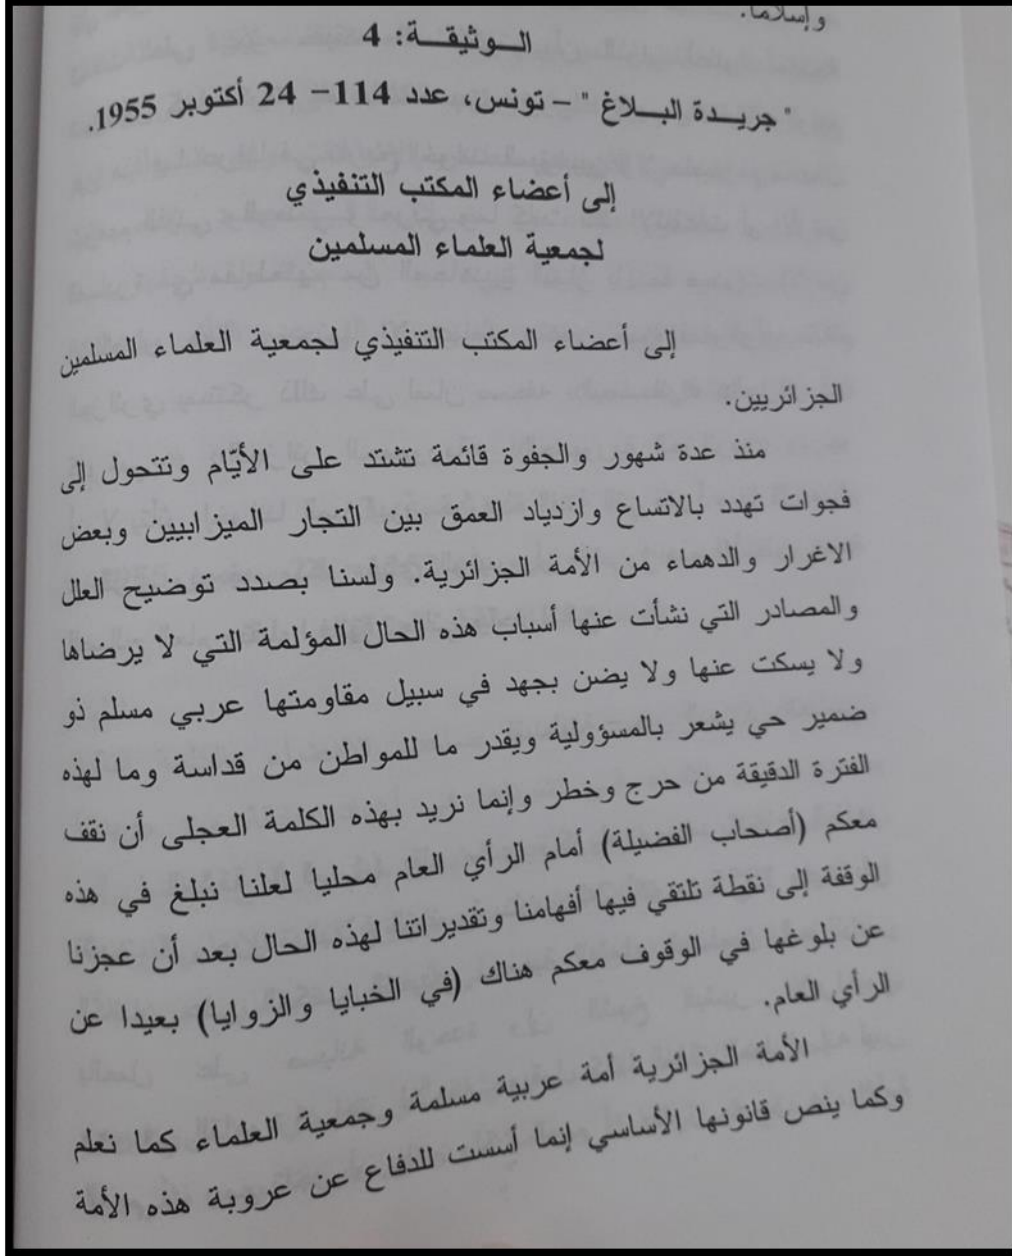 وإسلاما.
الـــوثيقـــة: 4
" جريـــدة البـــلاغ " – تونس، عدد 114– 24 أكتوبر 1955.
إلى أعضاء المكتب التنفيذي
لجمعية العلماء المسلمين
إلى أعضاء المكتب التنفيذي لجمعية العلماء المسلمين
الجزائريين.
منذ عدة شهور والجفوة قائمة تشتد على الأيّام وتتحول إلى
فجوات تهدد بالاتساع وازدياد العمق بين التجار الميزابيين وبعض
الاغرار والدهماء من الأمة الجزائرية. ولسنا بصدد توضيح العلل
والمصادر التي نشأت عنها أسباب هذه الحال المؤلمة التي لا يرضاها
ولا يسكت عنها ولا يضن بجهد في سبيل مقاومتها عربي مسلم ذو
ضمير حي يشعر بالمسؤولية ويقدر ما للمواطن من قداسة وما لهذه
الفترة الدقيقة من حرج وخطر وإنما نريد بهذه الكلمة العجلى أن نقف
معكم (أصحاب الفضيلة) أمام الرأي العام محليا لعلنا نبلغ في هذه
الوقفة إلى نقطة تلتقي فيها أفهامنا وتقديراتنا لهذه الحال بعد أن عجزنا
عن بلوغها في الوقوف معكم هناك (في الخبايا والزوايا) بعيدا عن
الرأي العام.
الأمة الجزائرية أمة عربية مسلمة وجمعية العلماء كما نعلم
وكما ينص قانونها الأساسي إنما أسست للدفاع عن عروبة هذه الأمة